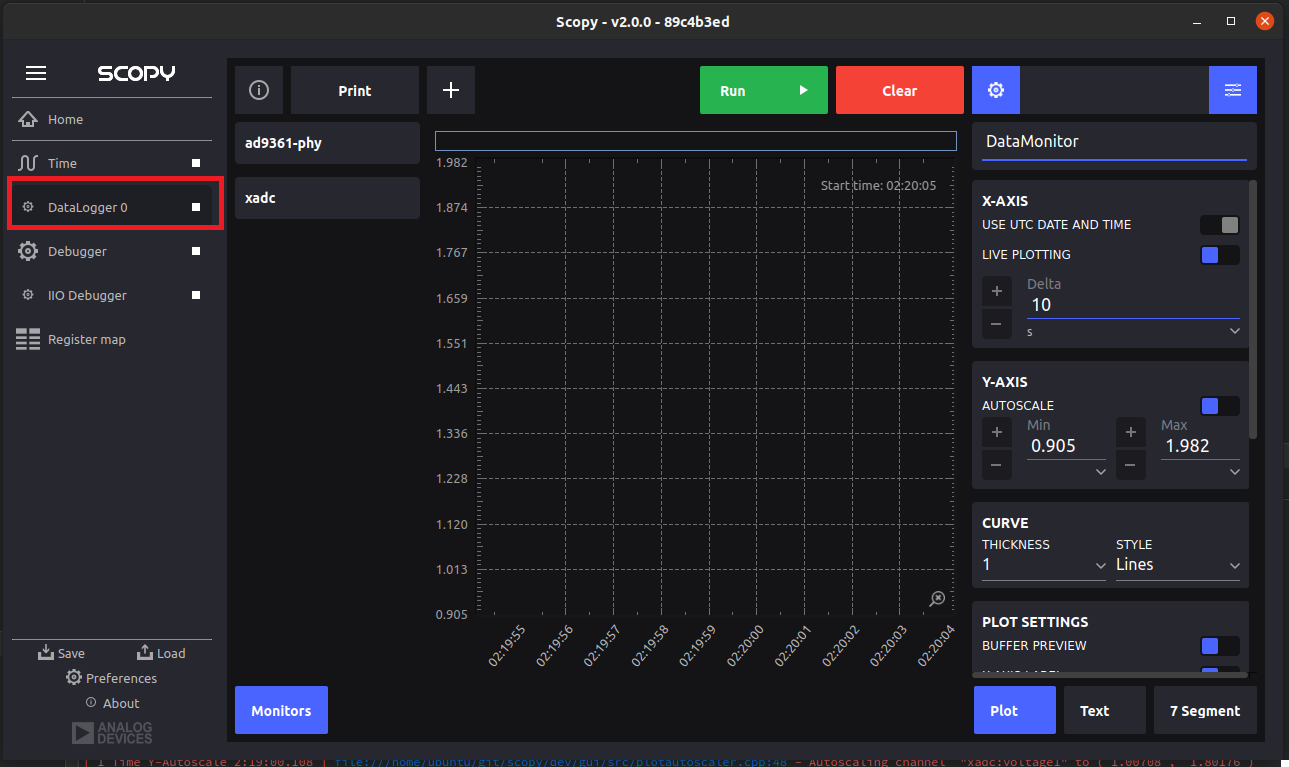 Scopy - v2.0.0 - 89c4b3ed
SCOPY
Home
Time
DataLogger 0
Debugger
IIO Debugger
Register map
Save
Load
Preferences
About
ANALOG
DEVICES
Print
Run
Clear
ad9361-phy
xadc
Start time: 02:20:05
1.982
1.874
1.767
1.659
1.551
1.443
1.336
1.228
1.120
1.013
0.905
02:19:55
02:19:56
02:19:57
02:19:58
02:19:59
02:20:00
02:20:01
02:20:02
02:20:03
02:20:04
DataMonitor
X-AXIS
USE UTC DATE AND TIME
LIVE PLOTTING
Delta
10
s
Y-AXIS
AUTOSCALE
Min
Max
0.905
1.982
CURVE
THICKNESS
STYLE
1
Lines
PLOT SETTINGS
BUFFER PREVIEW
Monitors
Plot
Text
7 Segment
[ 1 Time Y-Autoscale 2:19:00.108 | file:///home/ubuntu/git/scopy/dev/gui/src/plotautoscaler.cpp:48 - Autoscaling channel "xadc:voltage1" to ( 1.00708 , 1.80176 )